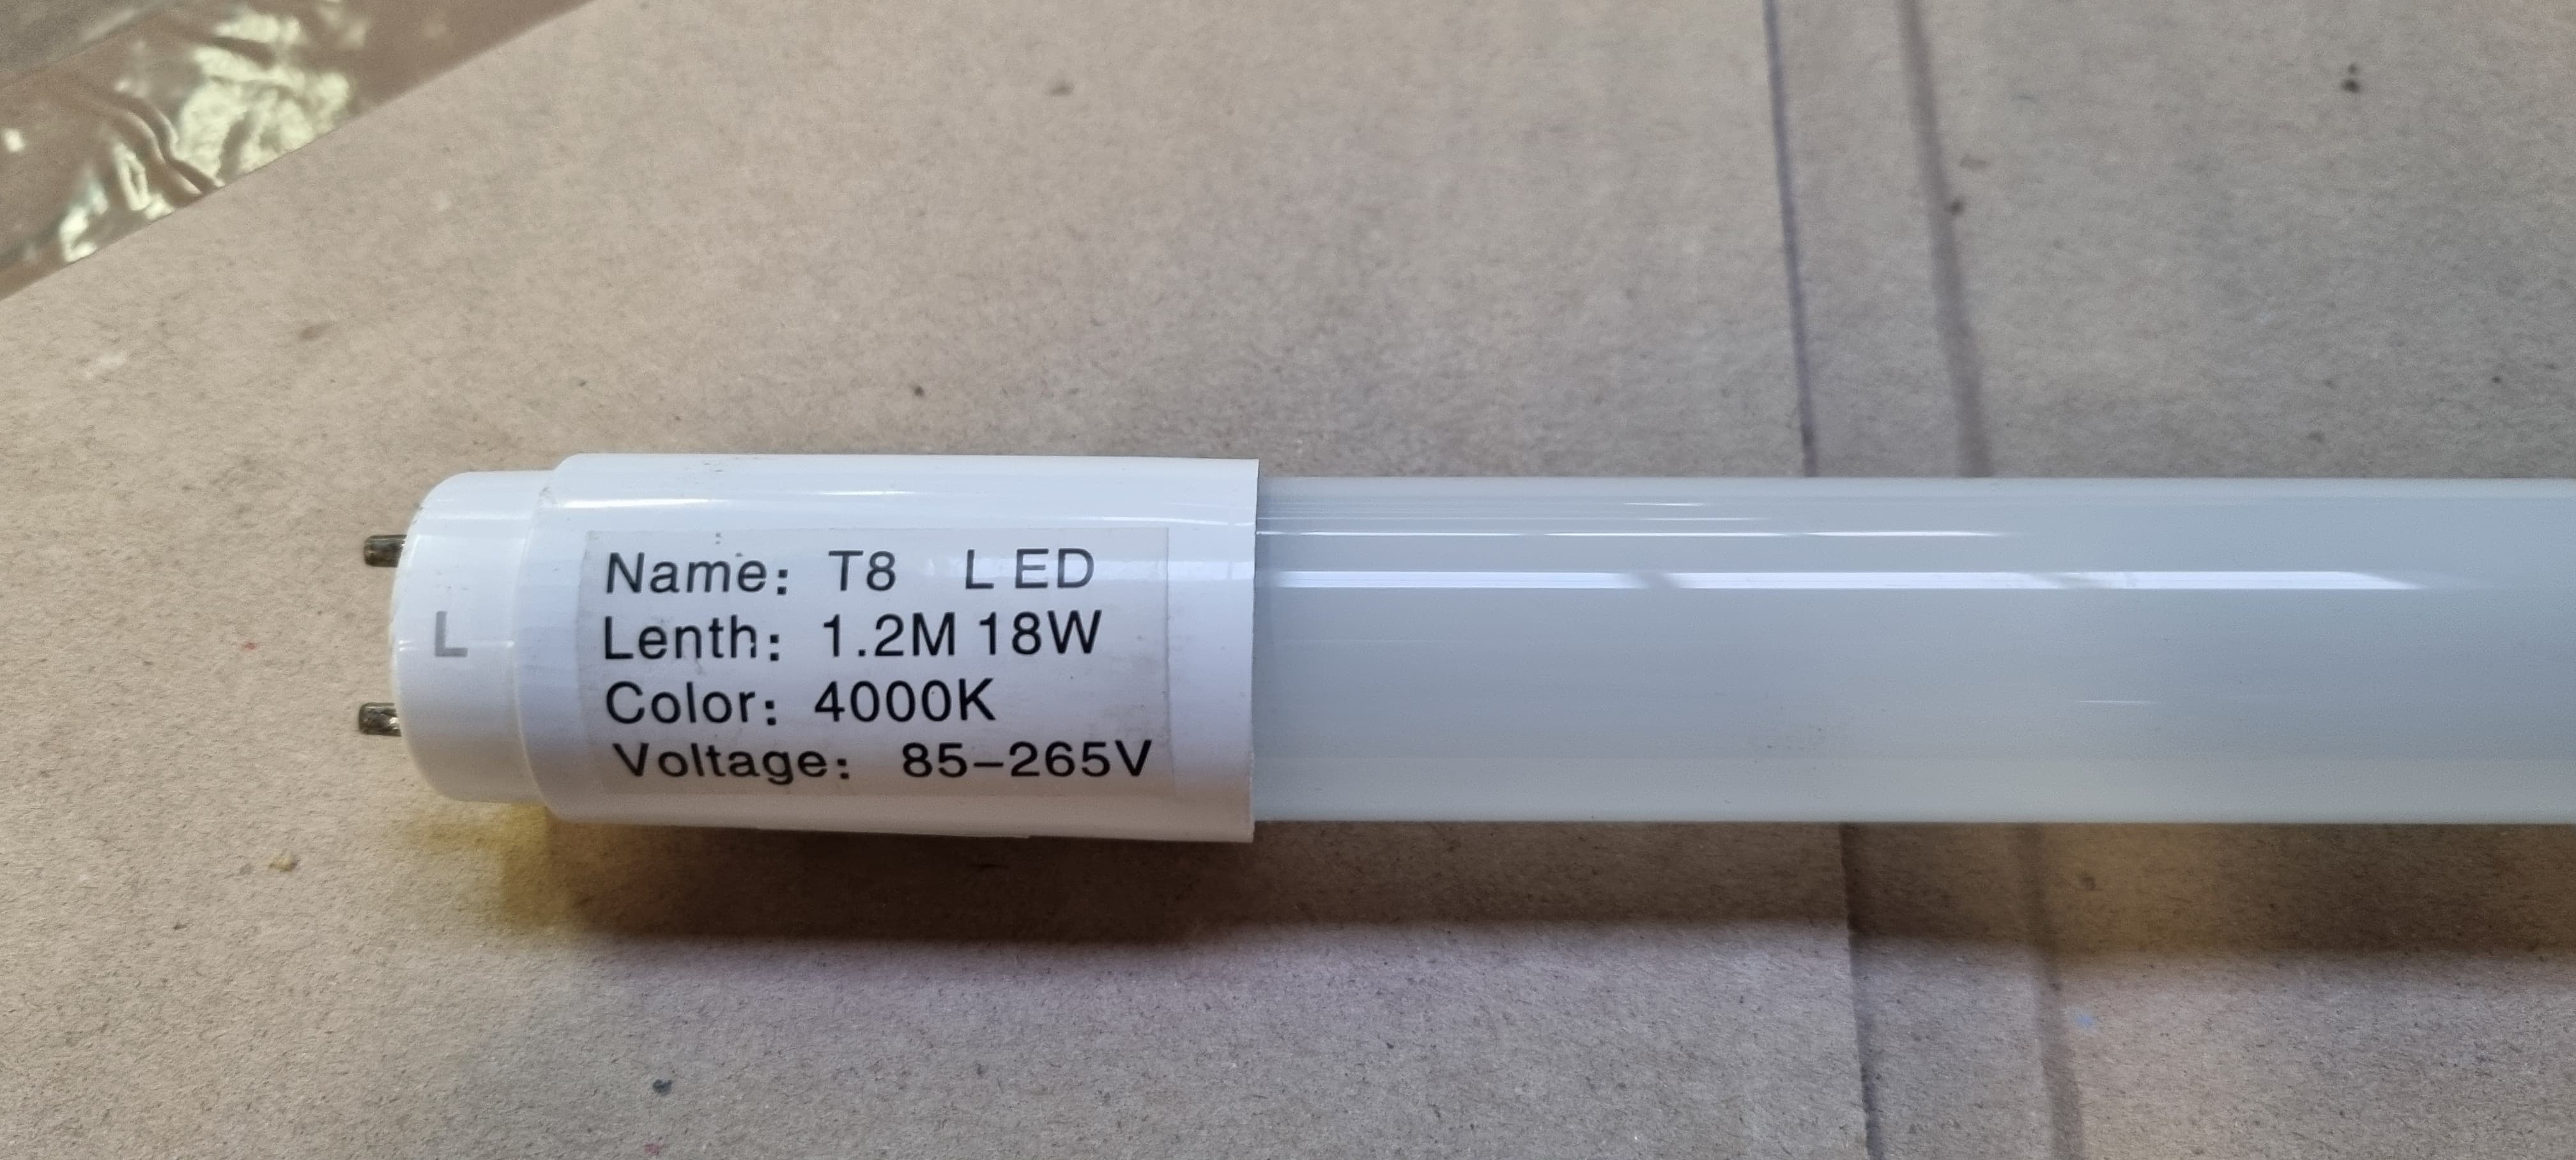 L
Name: T8 LED
Lenth: 1.2M 18W
Color: 4000K
Voltage: 85-265V